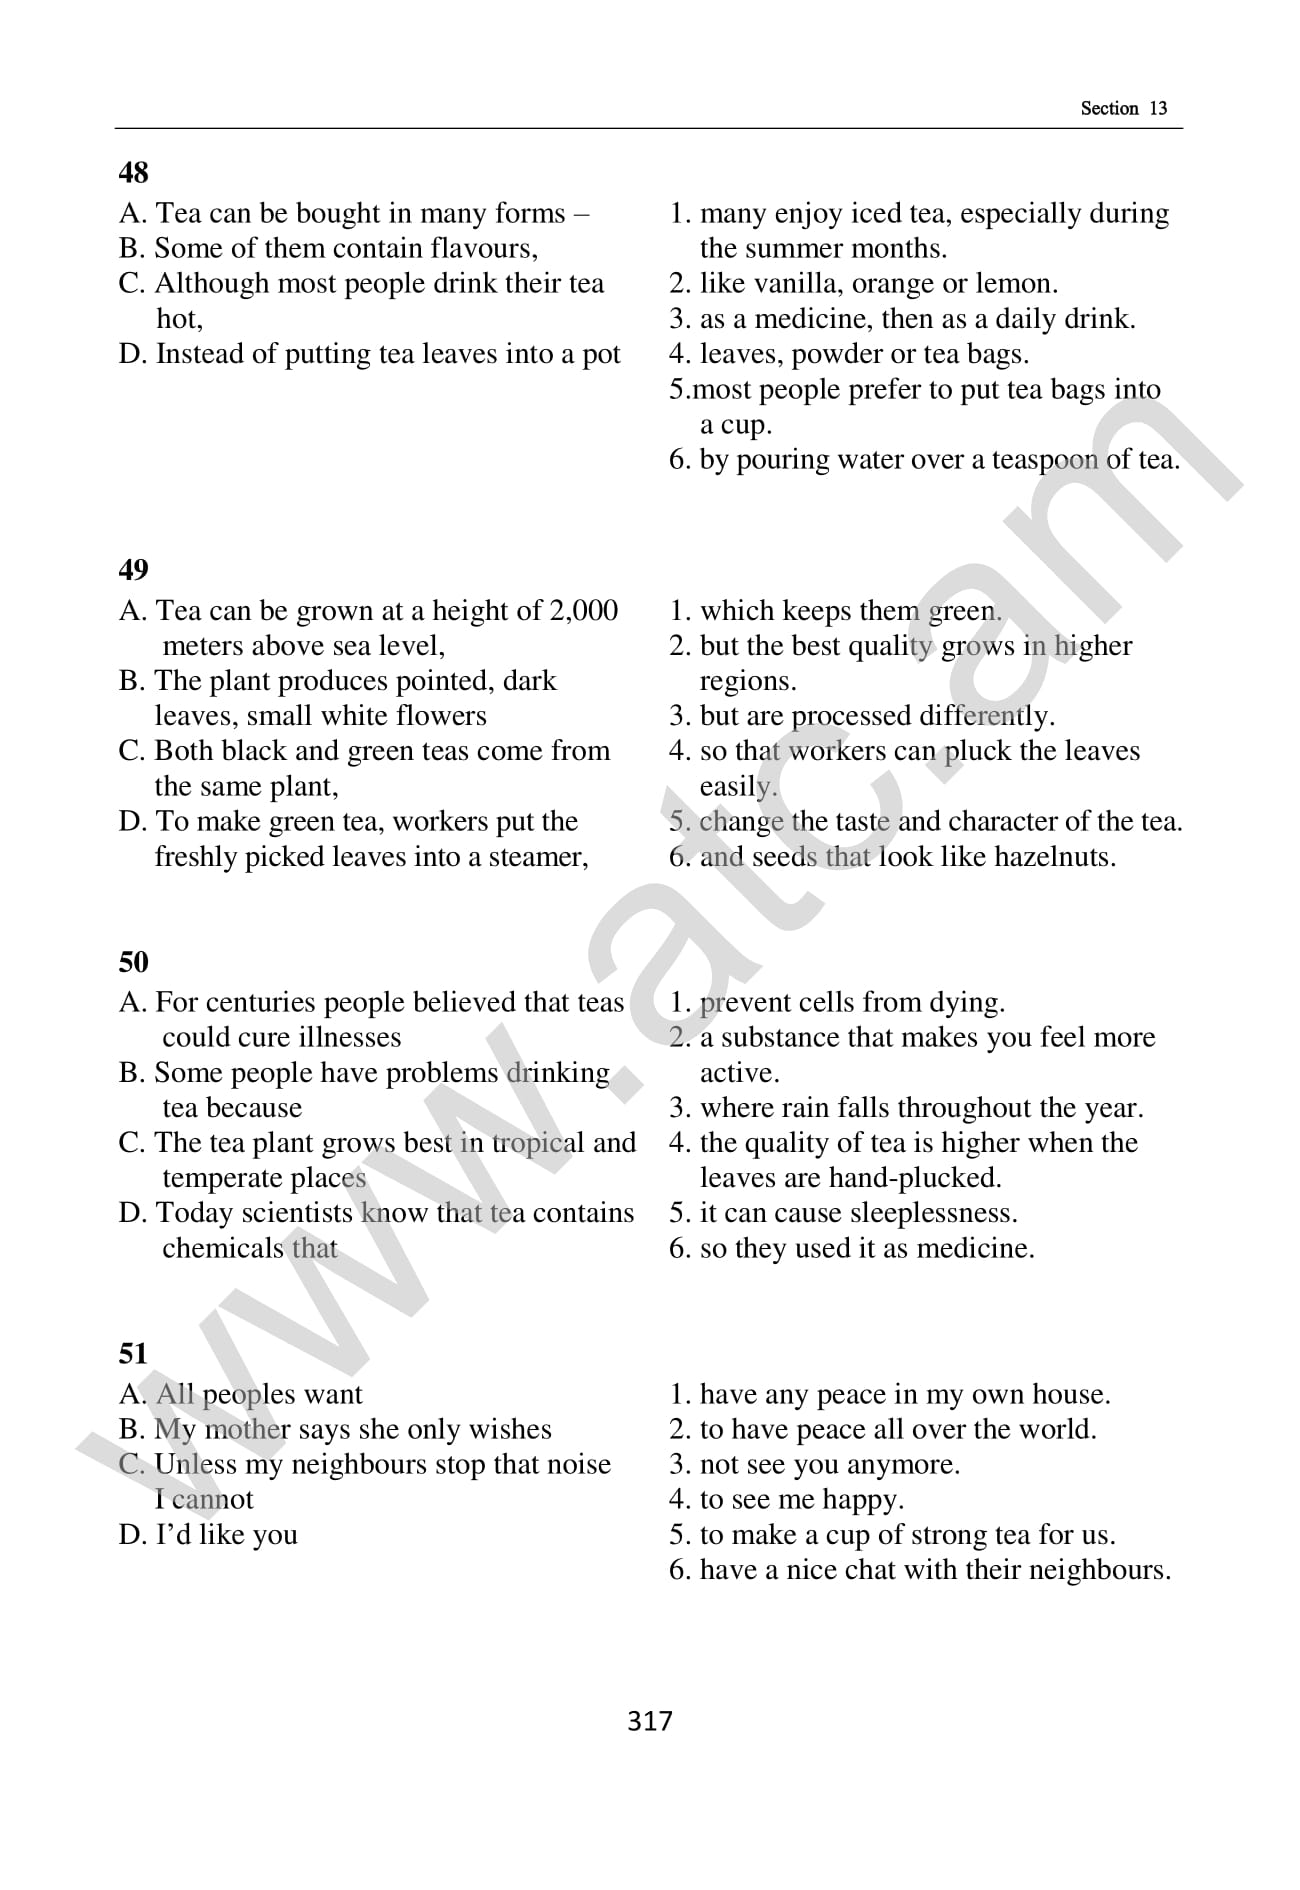 Section 13
48
A. Tea can be bought in many forms –
B. Some of them contain flavours,
C. Although most people drink their tea
hot,
D. Instead of putting tea leaves into a pot
1. many enjoy iced tea, especially during
the summer months.
2. like vanilla, orange or lemon.
3. as a medicine, then as a daily drink.
4. leaves, powder or tea bags.
5.most people prefer to put tea bags into
a cup.
6. by pouring water over a teaspoon of tea.
49
A. Tea can be grown at a height of 2,000
meters above sea level,
B. The plant produces pointed, dark
leaves, small white flowers
C. Both black and green teas come from
the same plant,
D. To make green tea, workers put the
freshly picked leaves into a steamer,
1. which keeps them green.
2. but the best quality grows in higher
regions.
3. but are processed differently.
4. so that workers can pluck the leaves
easily.
5. change the taste and character of the tea.
6. and seeds that look like hazelnuts.
50
A. For centuries people believed that teas
could cure illnesses
B. Some people have problems drinking
tea because
C. The tea plant grows best in tropical and
temperate places
D. Today scientists know that tea contains
chemicals that
1. prevent cells from dying.
2. a substance that makes you feel more
active.
3. where rain falls throughout the year.
4. the quality of tea is higher when the
leaves are hand-plucked.
5. it can cause sleeplessness.
6. so they used it as medicine.
51
A. All peoples want
B. My mother says she only wishes
C. Unless my neighbours stop that noise
I cannot
D. I’d like you
1. have any peace in my own house.
2. to have peace all over the world.
3. not see you anymore.
4. to see me happy.
5. to make a cup of strong tea for us.
6. have a nice chat with their neighbours.
317
www.atc.am